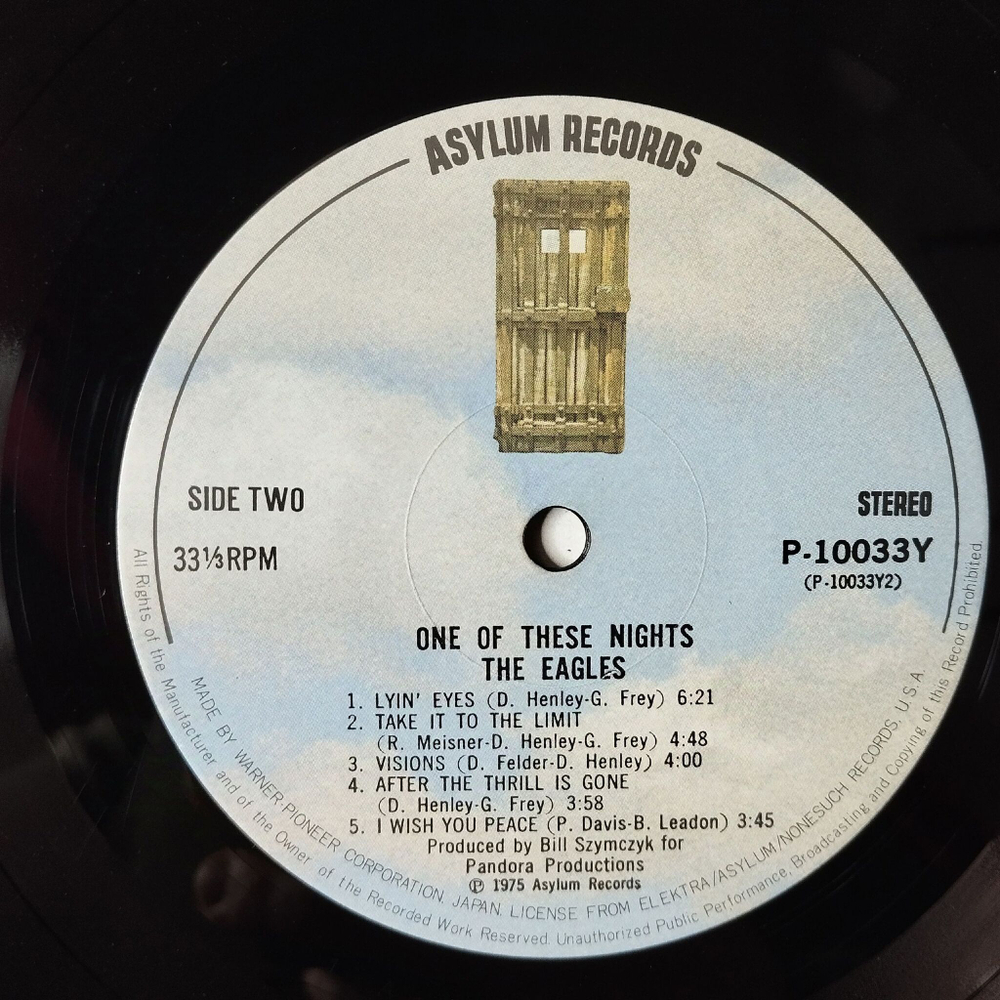 ASYLUM RECORDS
SIDE TWO
33⅓ RPM
STEREO
P-10033Y
(P-10033Y2)
ONE OF THESE NIGHTS
THE EAGLES
1. LYIN' EYES (D. Henley-G. Frey) 6:21
2. TAKE IT TO THE LIMIT
(R. Meisner-D. Henley-G. Frey) 4:48
3. VISIONS (D. Felder-D. Henley) 4:00
4. AFTER THE THRILL IS GONE
(D. Henley-G. Frey) 3:58
5. I WISH YOU PEACE (P. Davis-B. Leadon) 3:45
Produced by Bill Szymczyk for
Pandora Productions
℗ 1975 Asylum Records
MADE BY WARNER-PIONEER CORPORATION, JAPAN, LICENSE FROM ELEKTRA/ASYLUM/NONESUCH RECORDS, U.S.A.
All Rights of the Manufacturer and of the Owner of the Recorded Work Reserved. Unauthorized Public Performance, Broadcasting and Copying of this Record Prohibited.